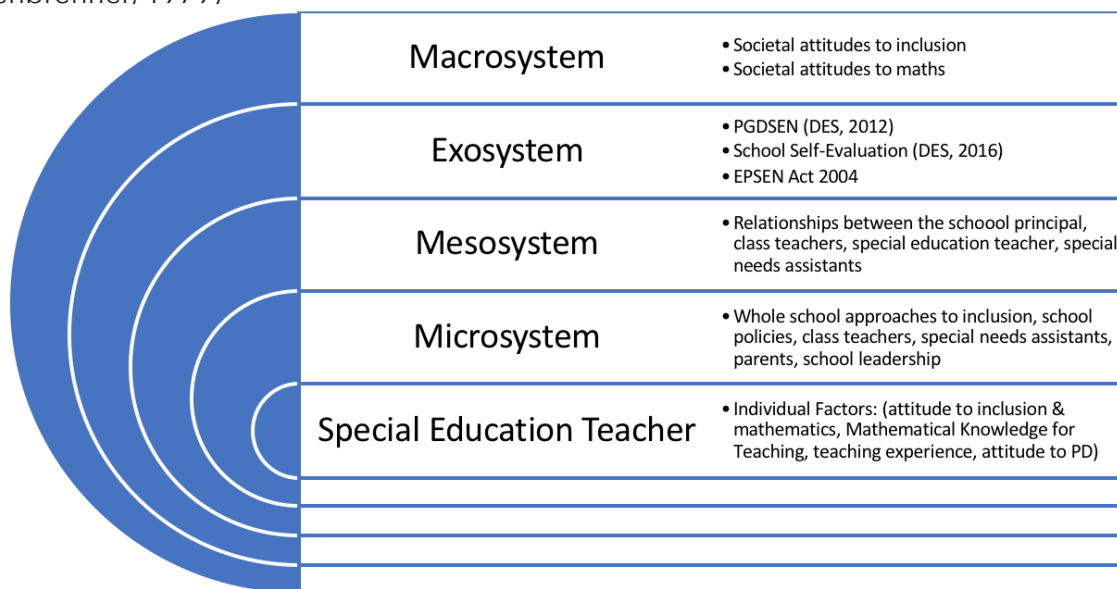 Macrosystem
• Societal attitudes to inclusion
• Societal attitudes to maths
Exosystem
• PGDSEN (DES, 2012)
• School Self-Evaluation (DES, 2016)
• EPSEN Act 2004
Mesosystem
• Relationships between the schoool principal,
class teachers, special education teacher, special
needs assistants
Microsystem
• Whole school approaches to inclusion, school
policies, class teachers, special needs assistants,
parents, school leadership
Special Education Teacher
• Individual Factors: (attitude to inclusion &
mathematics, Mathematical Knowledge for
Teaching, teaching experience, attitude to PD)